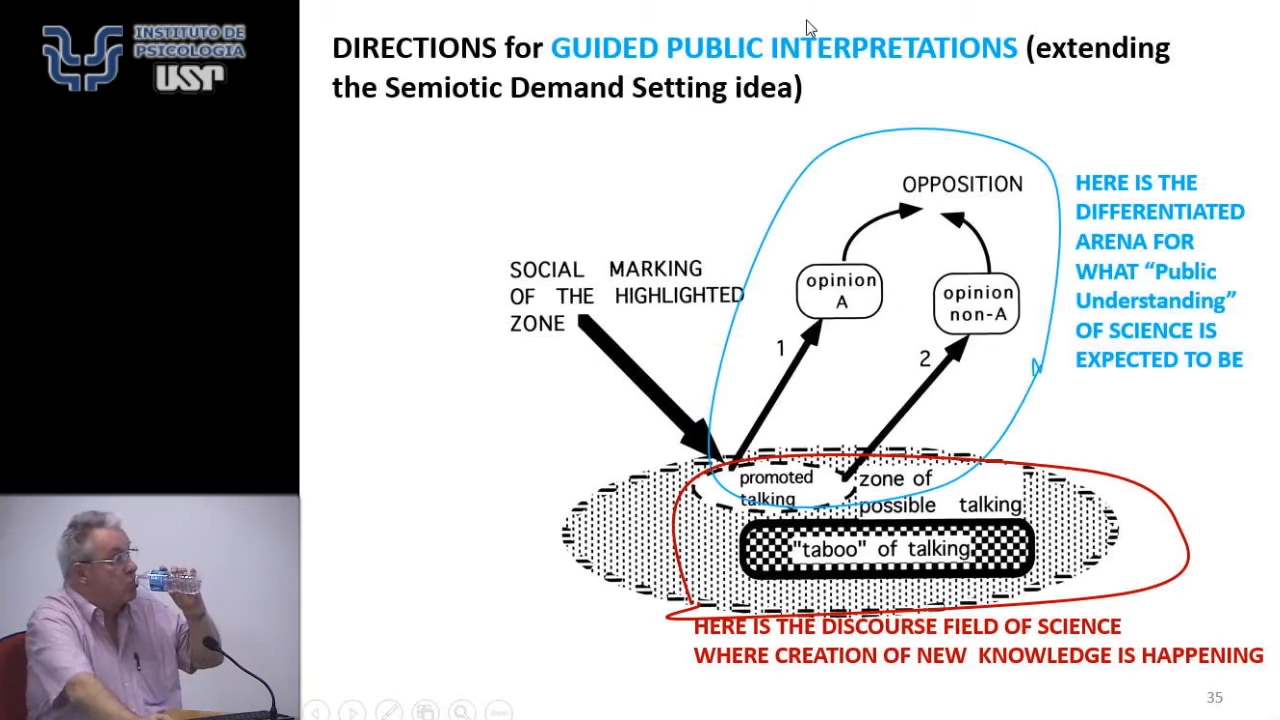 INSTITUTO DE
PSICOLOGIA
USP
DIRECTIONS for GUIDED PUBLIC INTERPRETATIONS (extending
the Semiotic Demand Setting idea)
OPPOSITION
SOCIAL MARKING
OF THE HIGHLIGHTED
ZONE
opinion
A
opinion
non-A
1
2
HERE IS THE
DIFFERENTIATED
ARENA FOR
WHAT “Public
Understanding”
OF SCIENCE IS
EXPECTED TO BE
promoted
talking
zone of
possible talking
"taboo" of talking
HERE IS THE DISCOURSE FIELD OF SCIENCE
WHERE CREATION OF NEW KNOWLEDGE IS HAPPENING
35